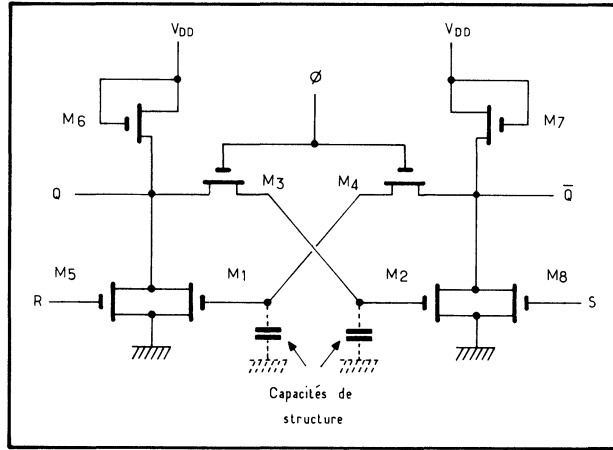 VDD
VDD
Ø
M6
M7
Q
M3
M4
Q̅
M5
M1
M2
M8
R
S
Capacités de
structure